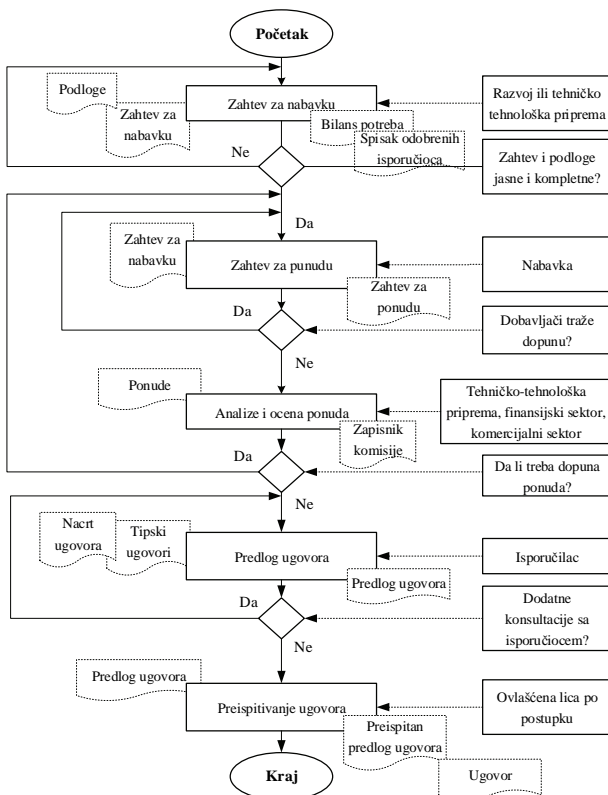 Početak
Podloge
Zahtev za
nabavku
Zahtev za nabavku
Bilans potreba
Spisak odobrenih
isporučioca
Razvoj ili tehničko
tehnološka priprema
Ne
Zahtev i podloge
jasne i kompletne?
Da
Zahtev za
nabavku
Zahtev za punudu
Zahtev za
ponudu
Nabavka
Da
Dobavljači traže
dopunu?
Ne
Ponude
Analize i ocena ponuda
Zapisnik
komisije
Tehničko-tehnološka
priprema, finansijski sektor,
komercijalni sektor
Da
Da li treba dopuna
ponuda?
Ne
Nacrt
ugovora
Tipski
ugovori
Predlog ugovora
Predlog ugovora
Isporučilac
Da
Dodatne
konsultacije sa
isporučiocem?
Ne
Predlog ugovora
Preispitivanje ugovora
Preispitan
predlog ugovora
Ugovor
Ovlašćena lica po
postupku
Kraj